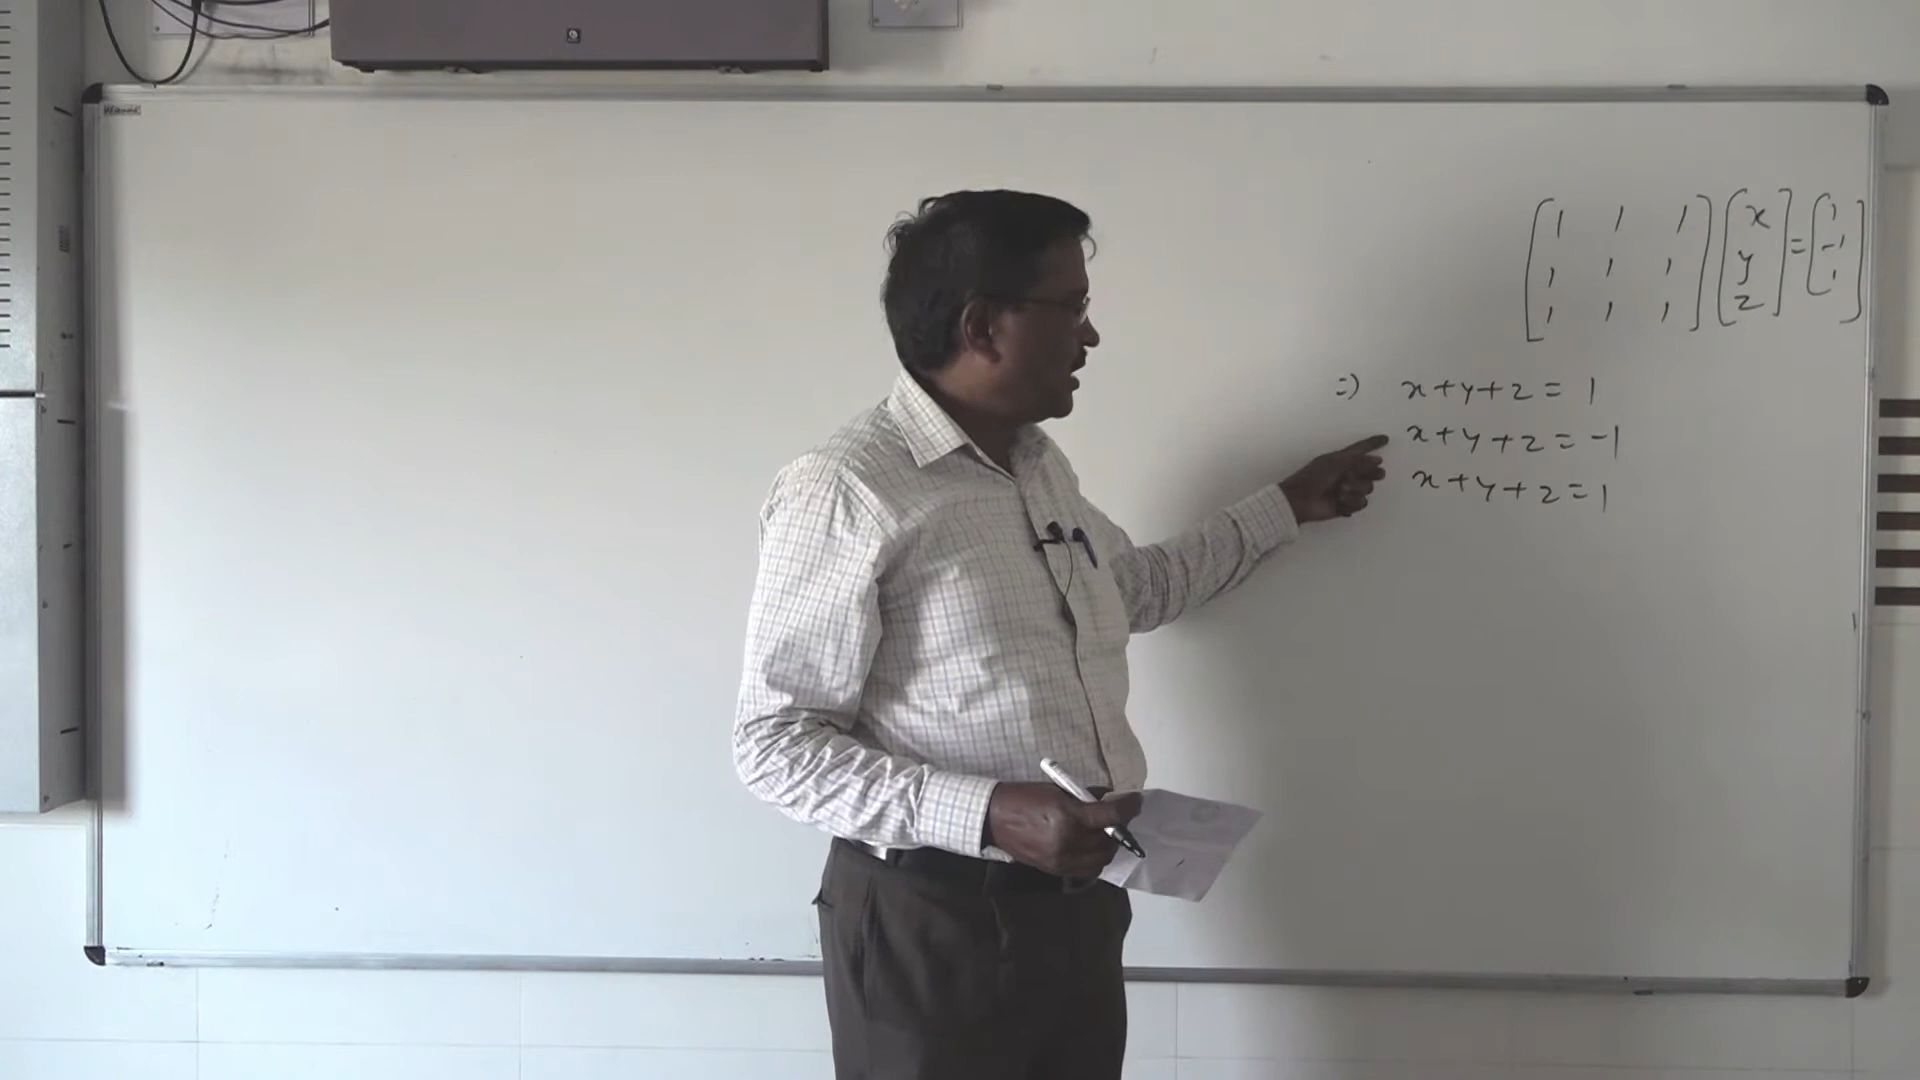 [1 1 1] [x] = [1]
[1 1 1] [y] = [-1]
[1 1 1] [z] = [1]
=) x+y+z = 1
x+y+z = -1
x+y+z = 1